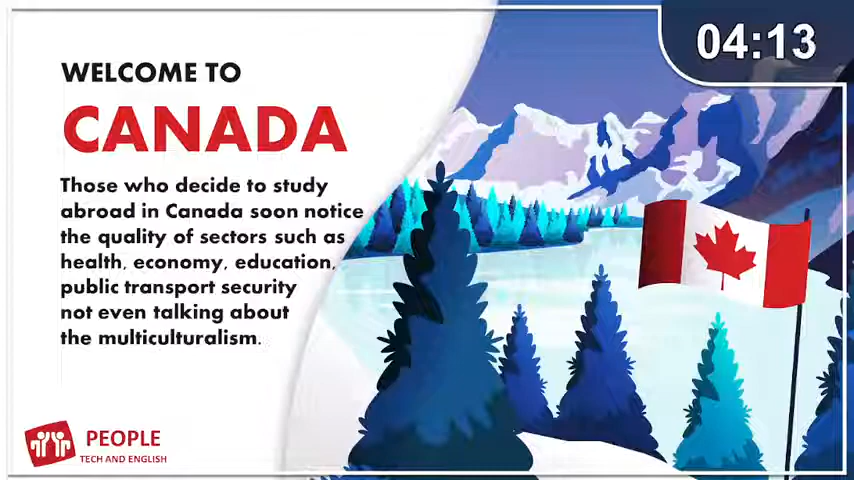 04:13
WELCOME TO
CANADA
Those who decide to study
abroad in Canada soon notice
the quality of sectors such as
health, economy, education,
public transport security
not even talking about
the multiculturalism.
PEOPLE
TECH AND ENGLISH